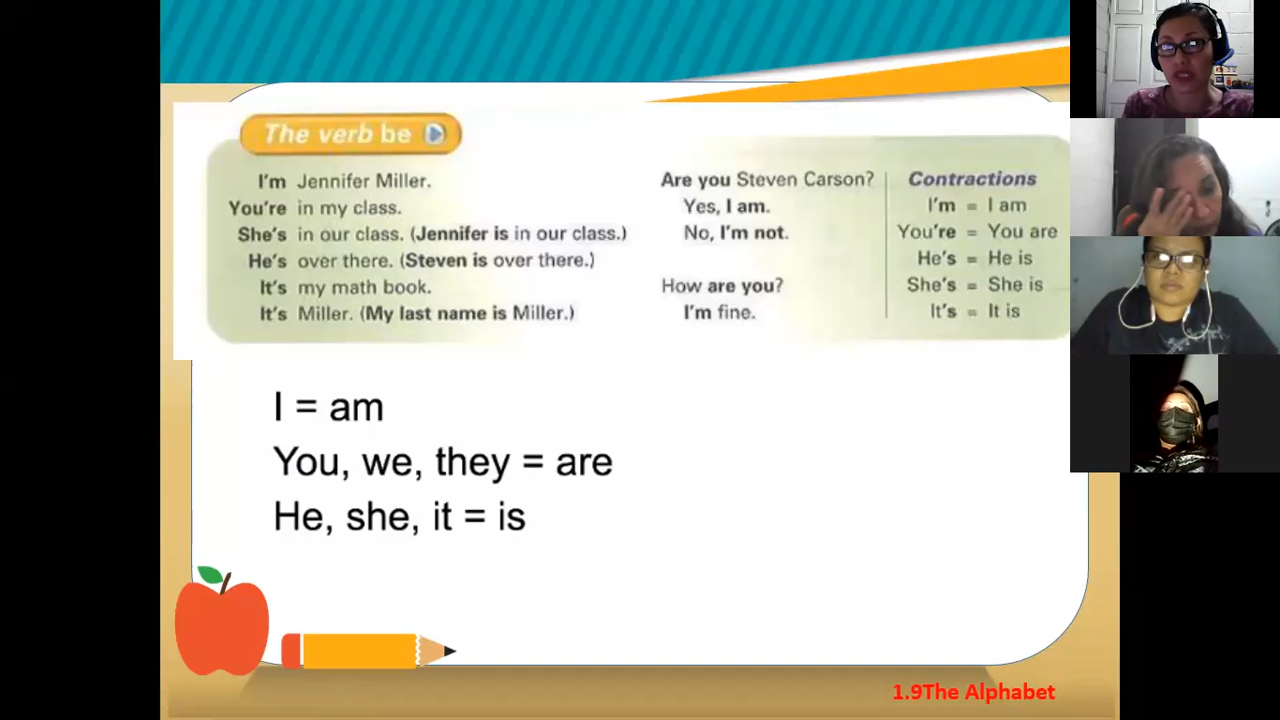 The verb be
I'm Jennifer Miller.
You're in my class.
She's in our class. (Jennifer is in our class.)
He's over there. (Steven is over there.)
It's my math book.
It's Miller. (My last name is Miller.)
Are you Steven Carson?
Yes, I am.
No, I'm not.
How are you?
I'm fine.
Contractions
I'm = I am
You're = You are
He's = He is
She's = She is
It's = It is
I = am
You, we, they = are
He, she, it = is
1.9The Alphabet